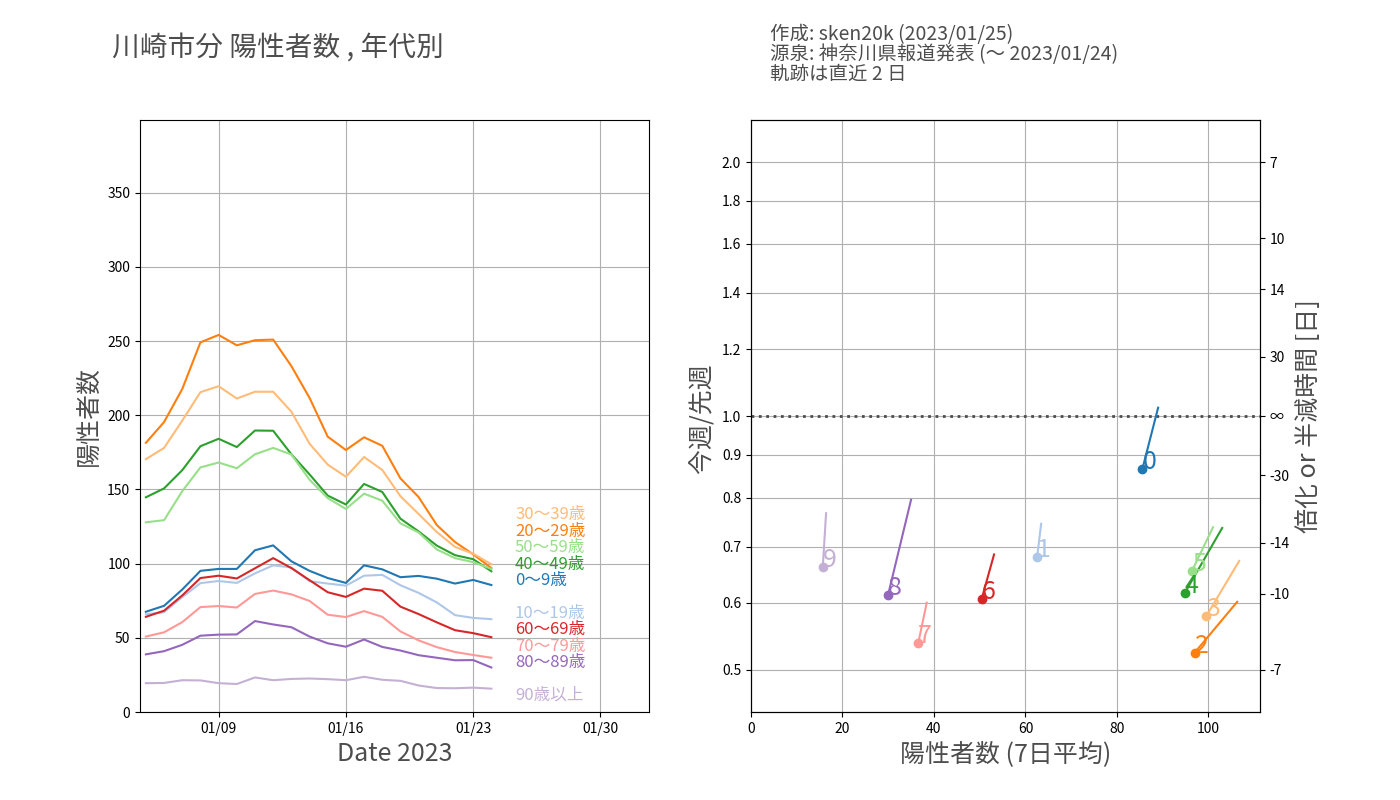 川崎市分 陽性者数 , 年代別
作成: sken20k (2023/01/25)
源泉: 神奈川県報道発表 (～ 2023/01/24)
軌跡は直近 2 日
陽性者数
350
300
250
200
150
100
50
0
01/09
01/16
01/23
01/30
Date 2023
30～39歳
20～29歳
50～59歳
40～49歳
0～9歳
10～19歳
60～69歳
70～79歳
80～89歳
90歳以上
今週/先週
2.0
1.8
1.6
1.4
1.2
1.0
0.9
0.8
0.7
0.6
0.5
0
20
40
60
80
100
陽性者数 (7日平均)
0
1
2
3
4
5
6
7
8
9
7
10
14
30
∞
-30
-14
-10
-7
倍化 or 半減時間 [日]